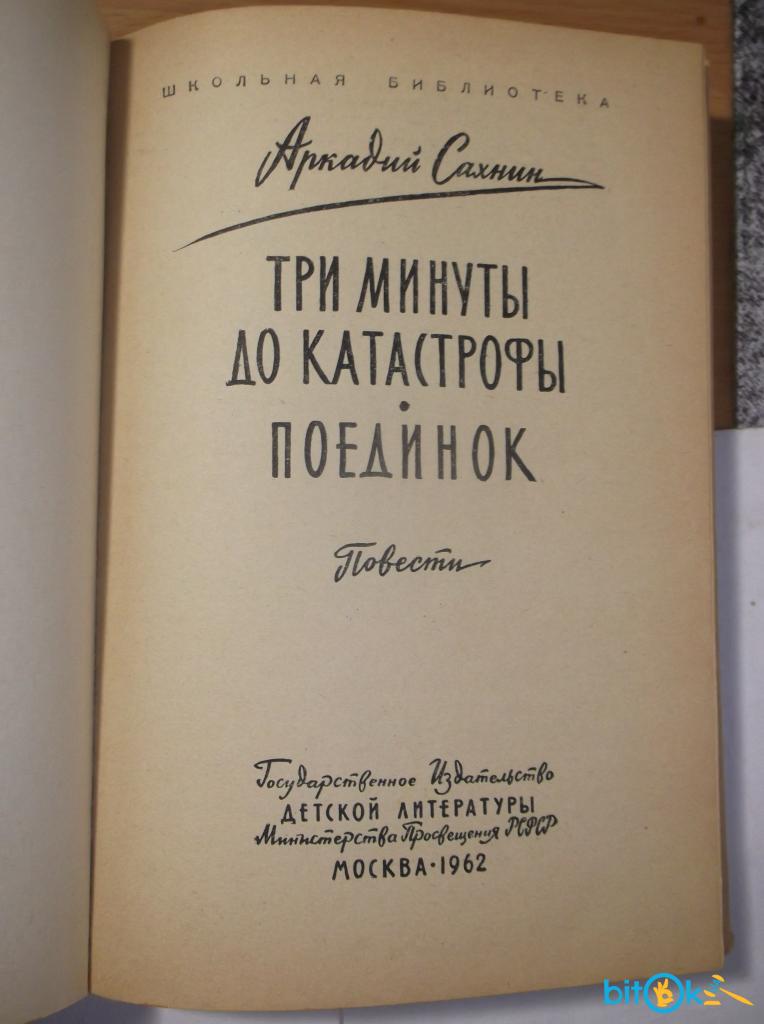 ШКОЛЬНАЯ БИБЛИОТЕКА
Аркадий Сахнин
ТРИ МИНУТЫ
ДО КАТАСТРОФЫ
•
ПОЕДИНОК
Повести
Государственное Издательство
ДЕТСКОЙ ЛИТЕРАТУРЫ
Министерства Просвещения РСФСР
МОСКВА • 1962
bitOk